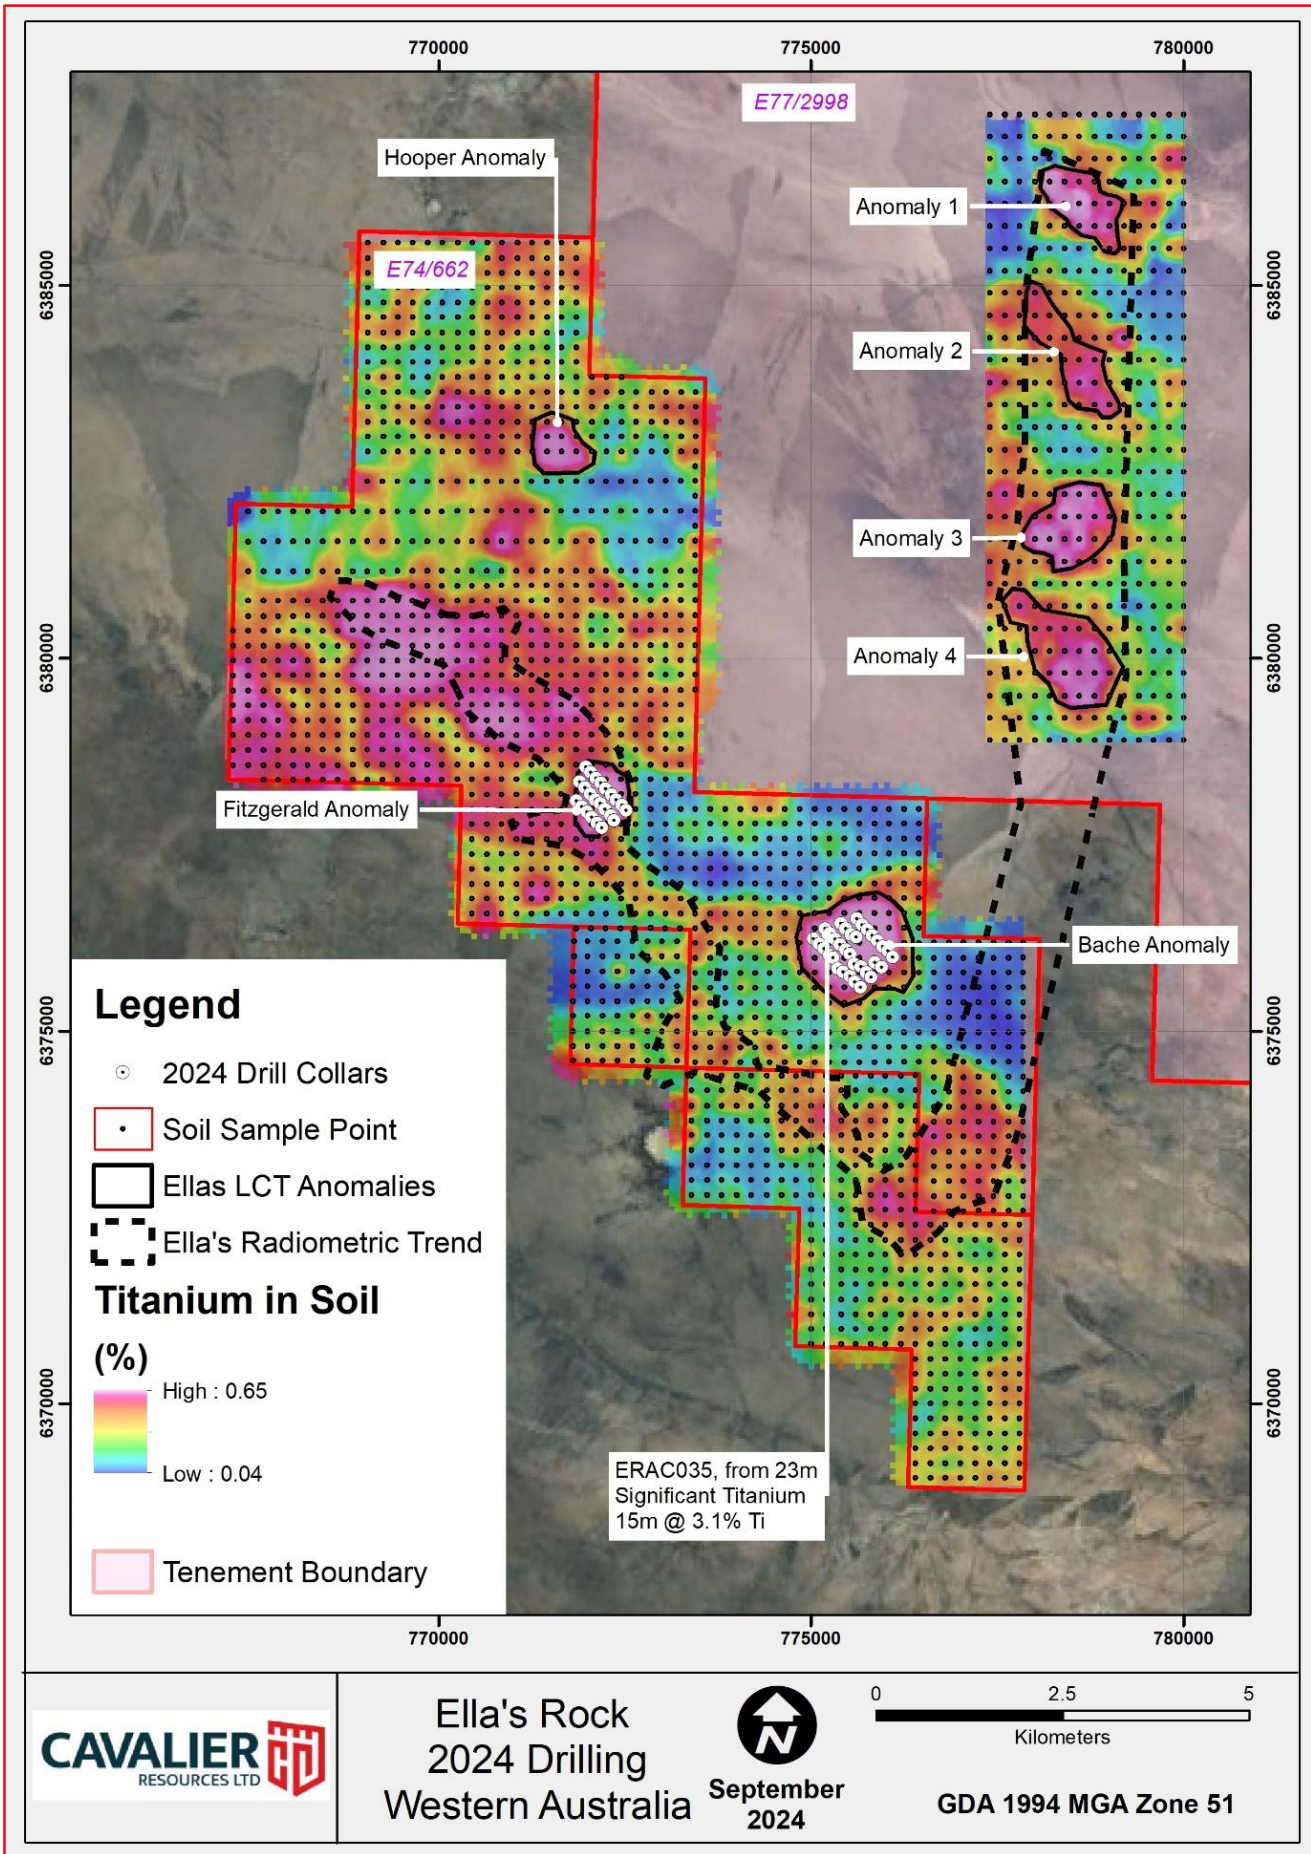 770000
775000
780000
E77/2998
Hooper Anomaly
Anomaly 1
E74/662
6385000
6385000
Anomaly 2
Anomaly 3
Anomaly 4
6380000
6380000
Fitzgerald Anomaly
Bache Anomaly
6375000
6375000
Legend
2024 Drill Collars
Soil Sample Point
Ellas LCT Anomalies
Ella's Radiometric Trend
Titanium in Soil
(%)
High : 0.65
Low : 0.04
Tenement Boundary
6370000
6370000
ERAC035, from 23m
Significant Titanium
15m @ 3.1% Ti
770000
775000
780000
CAVALIER
RESOURCES LTD
Ella's Rock
2024 Drilling
Western Australia
N
September
2024
0
2.5
5
Kilometers
GDA 1994 MGA Zone 51